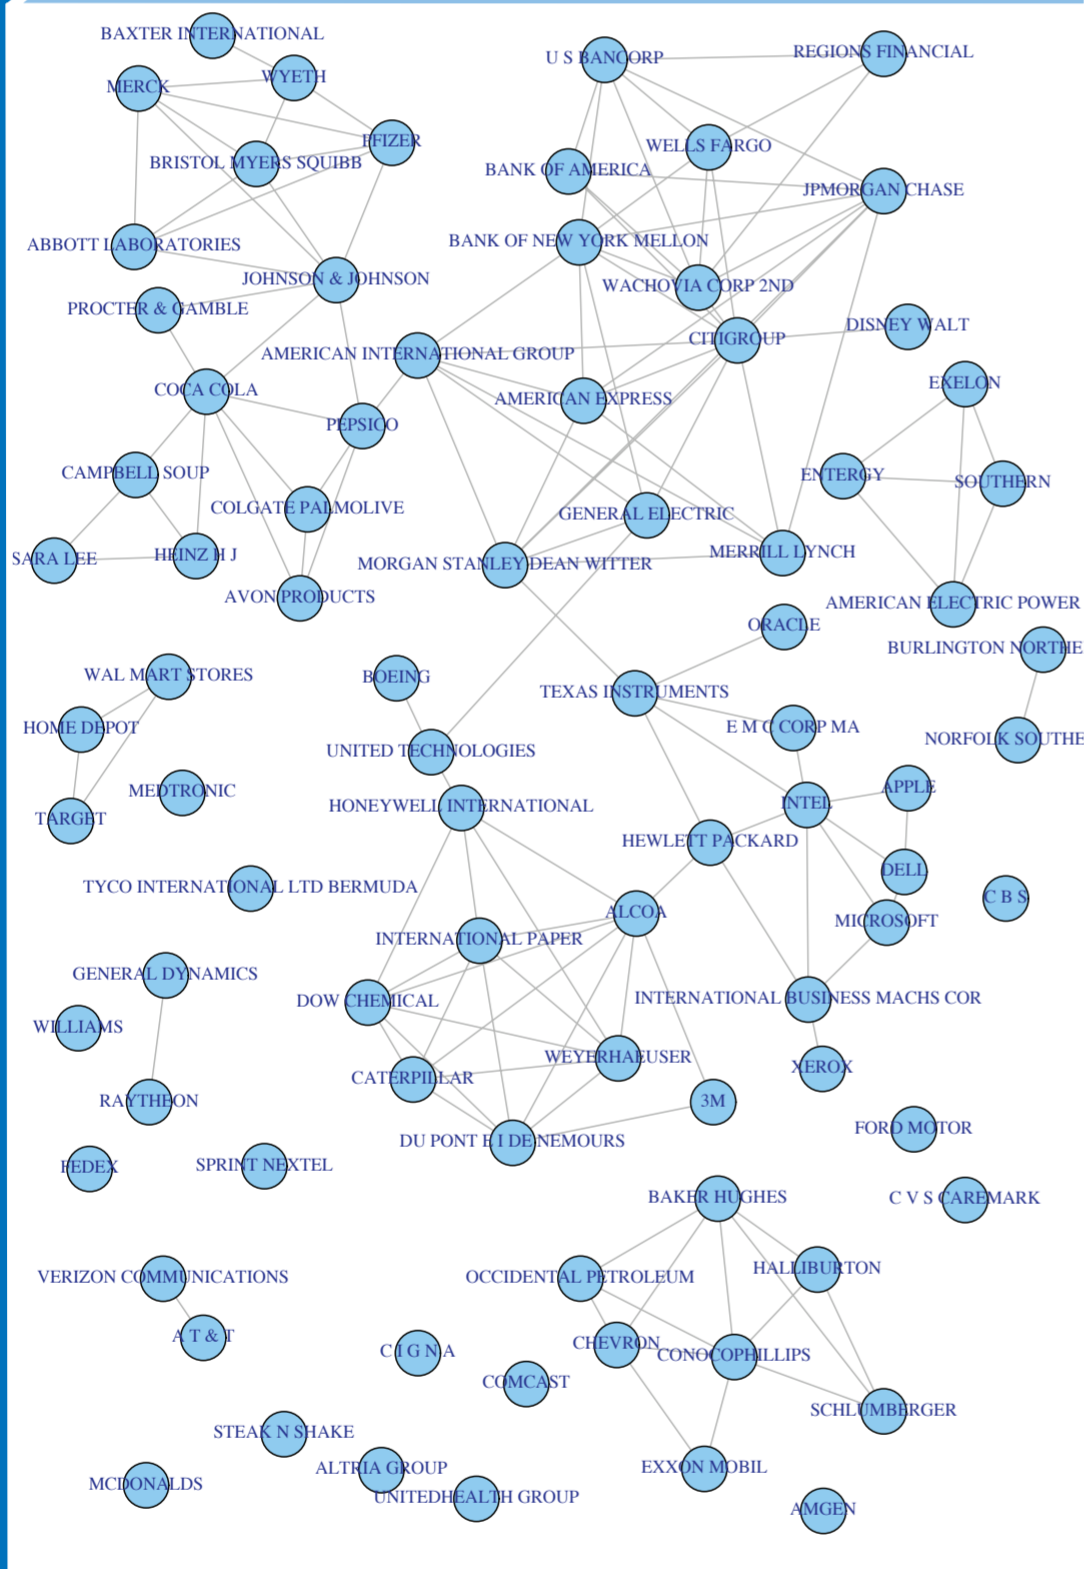 BAXTER INTERNATIONAL
U S BANCORP
REGIONS FINANCIAL
WYETH
MERCK
PFIZER
WELLS FARGO
BRISTOL MYERS SQUIBB
BANK OF AMERICA
JPMORGAN CHASE
ABBOTT LABORATORIES
BANK OF NEW YORK MELLON
JOHNSON & JOHNSON
WACHOVIA CORP 2ND
PROCTER & GAMBLE
DISNEY WALT
CITIGROUP
AMERICAN INTERNATIONAL GROUP
EXELON
COCA COLA
AMERICAN EXPRESS
PEPSICO
CAMPBELL SOUP
ENTERGY
SOUTHERN
COLGATE PALMOLIVE
GENERAL ELECTRIC
SARA LEE
HEINZ H J
MORGAN STANLEY DEAN WITTER
MERRILL LYNCH
AVON PRODUCTS
AMERICAN ELECTRIC POWER
ORACLE
BURLINGTON NORTHE
WAL MART STORES
BOEING
TEXAS INSTRUMENTS
HOME DEPOT
E M C CORP MA
NORFOLK SOUTHE
UNITED TECHNOLOGIES
MEDTRONIC
APPLE
HONEYWELL INTERNATIONAL
INTEL
TARGET
HEWLETT PACKARD
DELL
TYCO INTERNATIONAL LTD BERMUDA
C B S
ALCOA
MICROSOFT
INTERNATIONAL PAPER
GENERAL DYNAMICS
DOW CHEMICAL
INTERNATIONAL BUSINESS MACHS COR
WILLIAMS
WEYERHAEUSER
XEROX
CATERPILLAR
RAYTHEON
3M
FORD MOTOR
DU PONT E I DE NEMOURS
FEDEX
SPRINT NEXTEL
BAKER HUGHES
C V S CAREMARK
VERIZON COMMUNICATIONS
OCCIDENTAL PETROLEUM
HALLIBURTON
A T & T
CHEVRON
C I G N A
CONOCOPHILLIPS
COMCAST
SCHLUMBERGER
STEAK N SHAKE
ALTRIA GROUP
EXXON MOBIL
MCDONALDS
UNITEDHEALTH GROUP
AMGEN